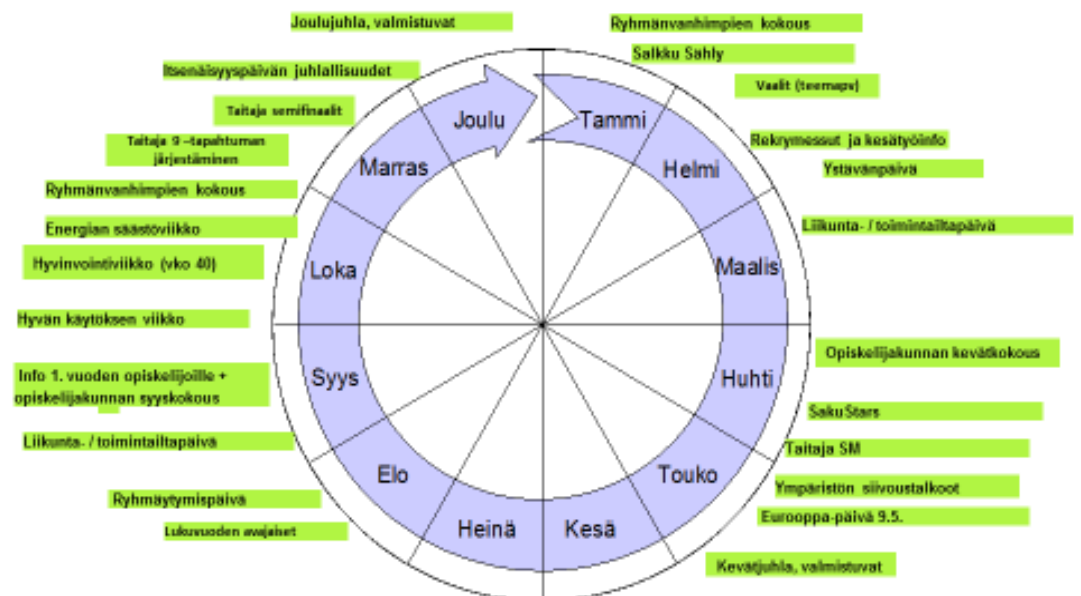 Joulujuhla, valmistuvat
Ryhmänvanhimpien kokous
Salkku Sähly
Itsenäisyyspäivän juhlallisuudet
Vaalit (teemapv)
Taitaja semifinaalit
Joulu
Tammi
Taitaja 9 –tapahtuman
järjestäminen
Rekrymessut ja kesätyöinfo
Marras
Helmi
Ystävänpäivä
Ryhmänvanhimpien kokous
Energian säästöviikko
Liikunta- / toimintailtapäivä
Hyvinvointiviikko (vko 40)
Loka
Maalis
Hyvän käytöksen viikko
Opiskelijakunnan kevätkokous
Info 1. vuoden opiskelijoille +
opiskelijakunnan syyskokous
Syys
Huhti
SakuStars
Liikunta- / toimintailtapäivä
Taitaja SM
Elo
Touko
Ympäristön siivoustalkoot
Ryhmäytymispäivä
Eurooppa-päivä 9.5.
Lukuvuoden avajaiset
Heinä
Kesä
Kevätjuhla, valmistuvat